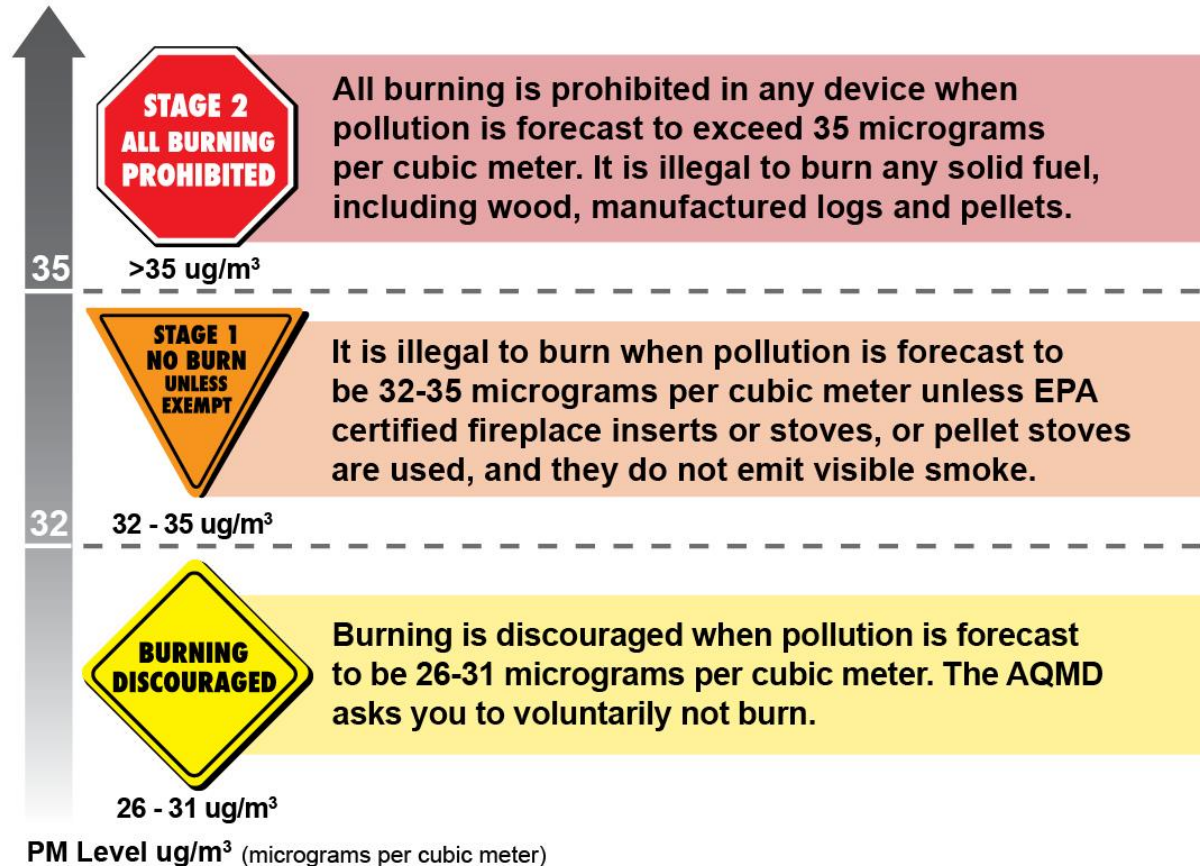 STAGE 2
ALL BURNING
PROHIBITED
All burning is prohibited in any device when
pollution is forecast to exceed 35 micrograms
per cubic meter. It is illegal to burn any solid fuel,
including wood, manufactured logs and pellets.
35
>35 ug/m³
STAGE 1
NO BURN
UNLESS
EXEMPT
It is illegal to burn when pollution is forecast to
be 32-35 micrograms per cubic meter unless EPA
certified fireplace inserts or stoves, or pellet stoves
are used, and they do not emit visible smoke.
32
32 - 35 ug/m³
BURNING
DISCOURAGED
Burning is discouraged when pollution is forecast
to be 26-31 micrograms per cubic meter. The AQMD
asks you to voluntarily not burn.
26 - 31 ug/m³
PM Level ug/m³ (micrograms per cubic meter)